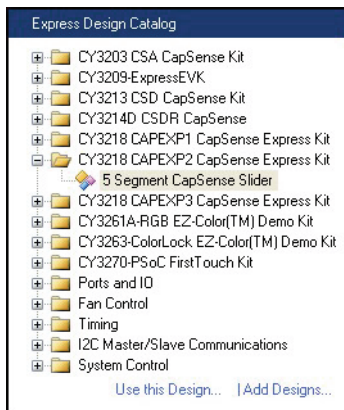 Express Design Catalog
CY3203 CSA CapSense Kit
CY3209-ExpressEVK
CY3213 CSD CapSense Kit
CY3214D CSDR CapSense
CY3218 CAPEXP1 CapSense Express Kit
CY3218 CAPEXP2 CapSense Express Kit
5 Segment CapSense Slider
CY3218 CAPEXP3 CapSense Express Kit
CY3261A-RGB EZ-Color(TM) Demo Kit
CY3263-ColorLock EZ-Color(TM) Demo Kit
CY3270-PSoC FirstTouch Kit
Ports and IO
Fan Control
Timing
I2C Master/Slave Communications
System Control
Use this Design... | Add Designs...